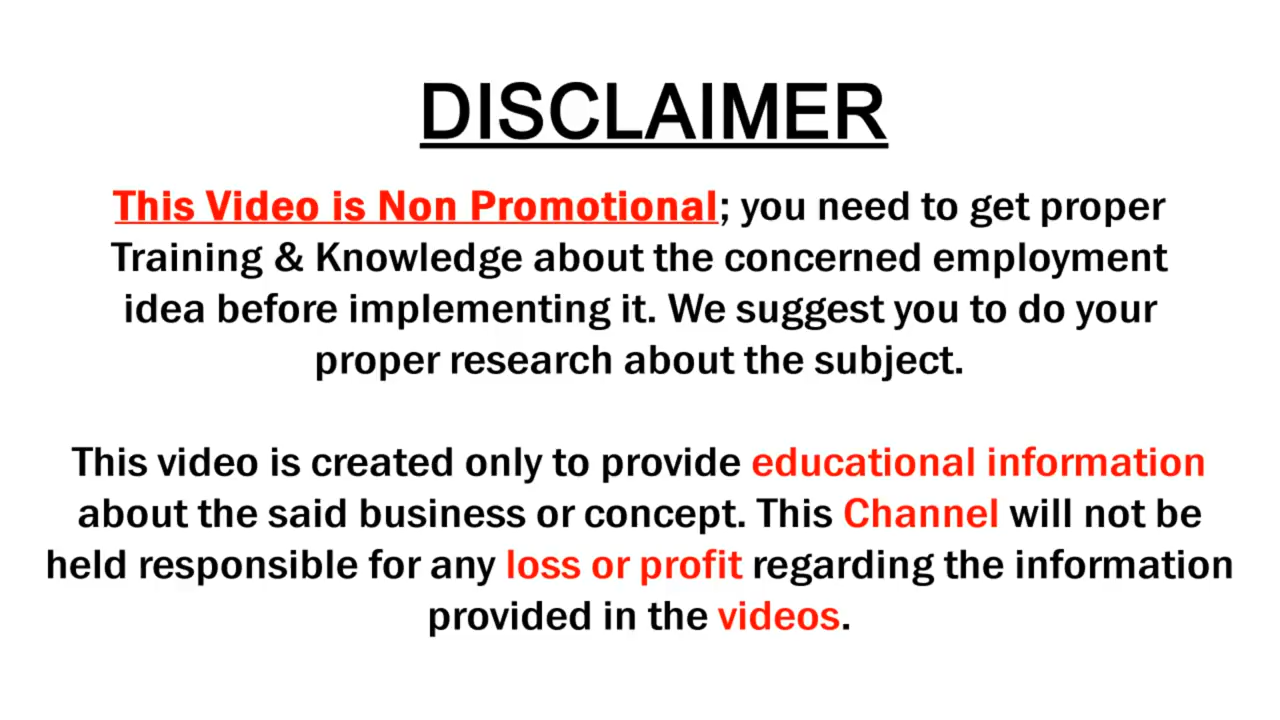 DISCLAIMER
This Video is Non Promotional; you need to get proper
Training & Knowledge about the concerned employment
idea before implementing it. We suggest you to do your
proper research about the subject.
This video is created only to provide educational information
about the said business or concept. This Channel will not be
held responsible for any loss or profit regarding the information
provided in the videos.